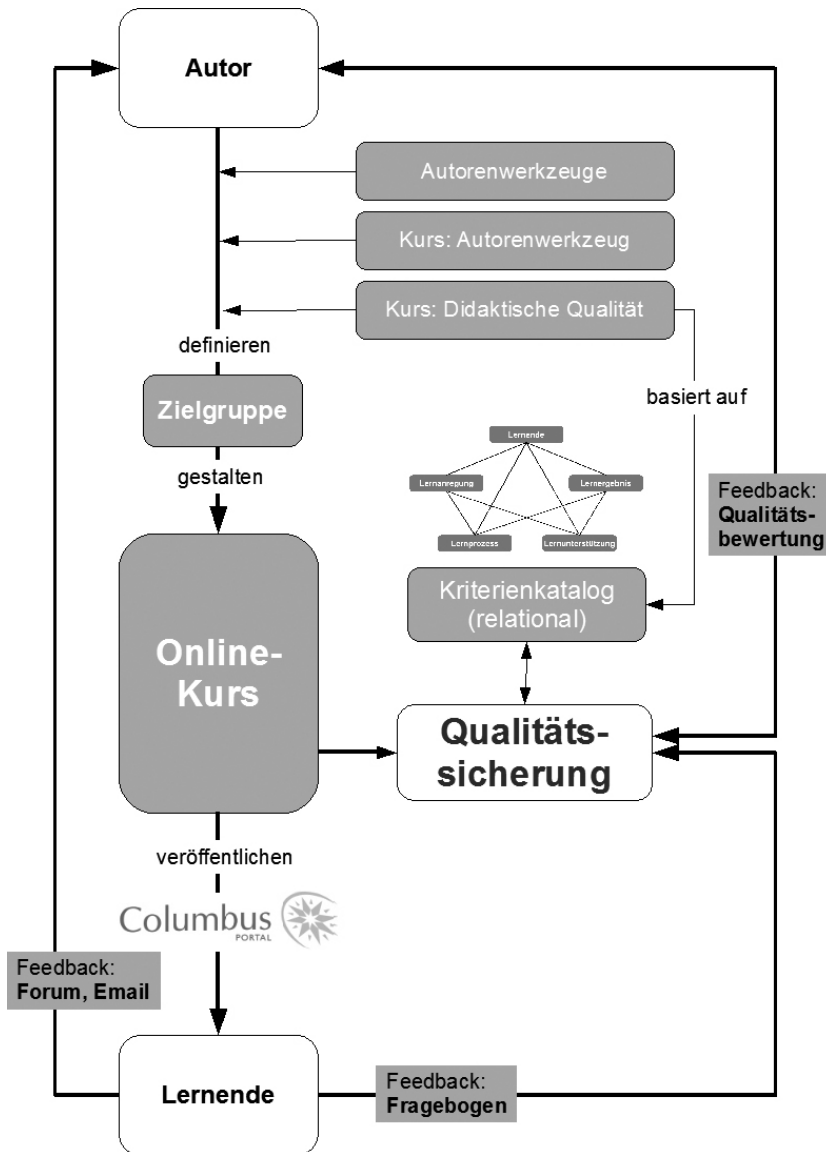 Autor
Autorenwerkzeuge
Kurs: Autorenwerkzeug
Kurs: Didaktische Qualität
definieren
basiert auf
Zielgruppe
gestalten
Lernende
Lernanregung
Lernergebnis
Lernprozess
Lernunterstützung
Feedback:
Qualitäts-
bewertung
Kriterienkatalog
(relational)
Online-
Kurs
Qualitäts-
sicherung
veröffentlichen
Columbus
PORTAL
Feedback:
Forum, Email
Lernende
Feedback:
Fragebogen